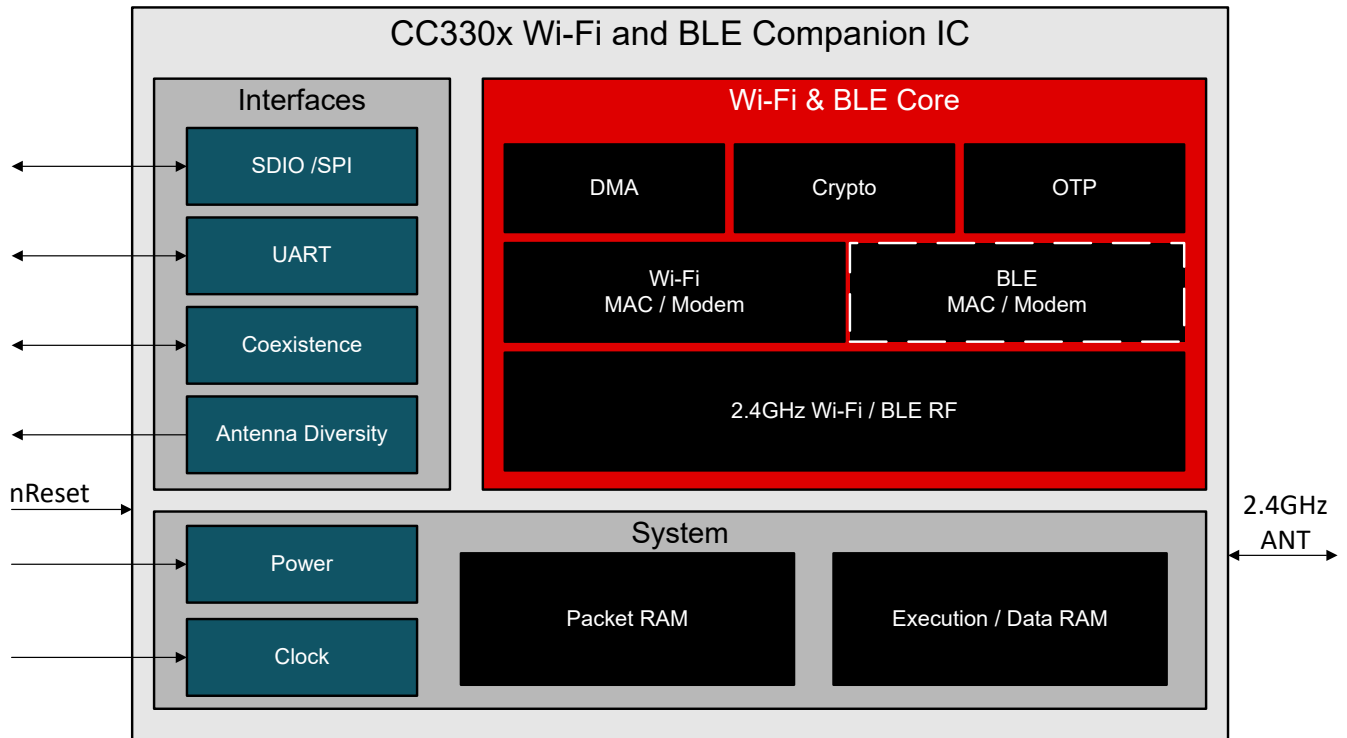 CC330x Wi-Fi and BLE Companion IC
Interfaces
SDIO /SPI
UART
Coexistence
Antenna Diversity
Wi-Fi & BLE Core
DMA
Crypto
OTP
Wi-Fi
MAC / Modem
BLE
MAC / Modem
2.4GHz Wi-Fi / BLE RF
nReset
System
Power
Clock
Packet RAM
Execution / Data RAM
2.4GHz
ANT